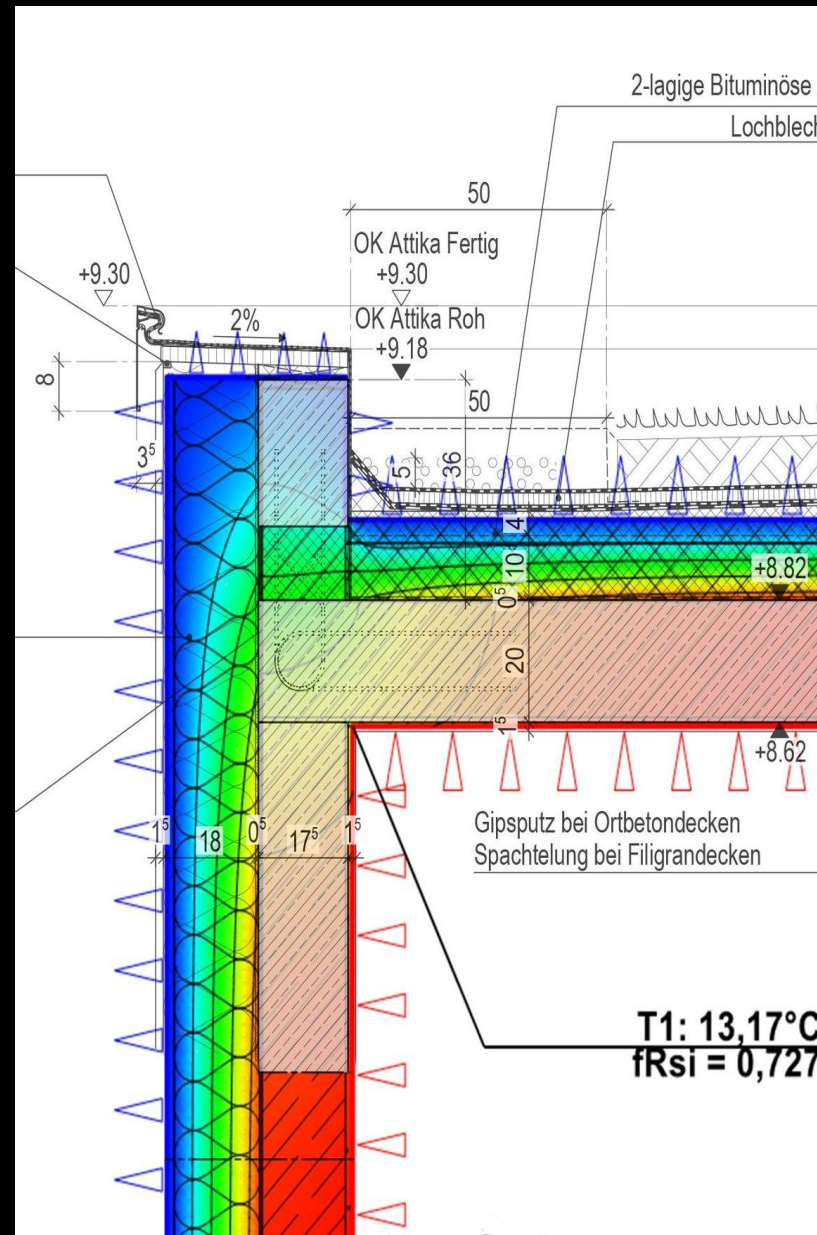 2-lagige Bituminöse
Lochblech
50
OK Attika Fertig
+9.30
+9.30
2%
OK Attika Roh
+9.18
8
50
3⁵
5
36
4
10
+8.82
0⁵
20
1⁵
+8.62
Gipsputz bei Ortbetondecken
Spachtelung bei Filigrandecken
1⁵
18
0⁵
17⁵
1⁵
T1: 13,17°C
fRsi = 0,727